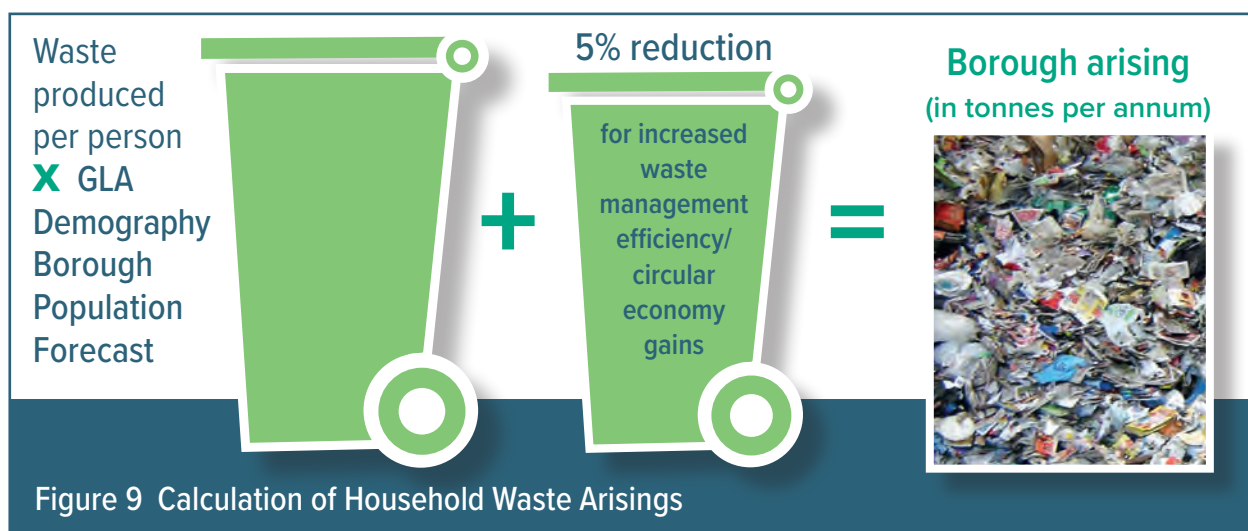 Waste
produced
per person
X GLA
Demography
Borough
Population
Forecast
+
5% reduction
for increased
waste
management
efficiency/
circular
economy
gains
=
Borough arising
(in tonnes per annum)
Figure 9 Calculation of Household Waste Arisings